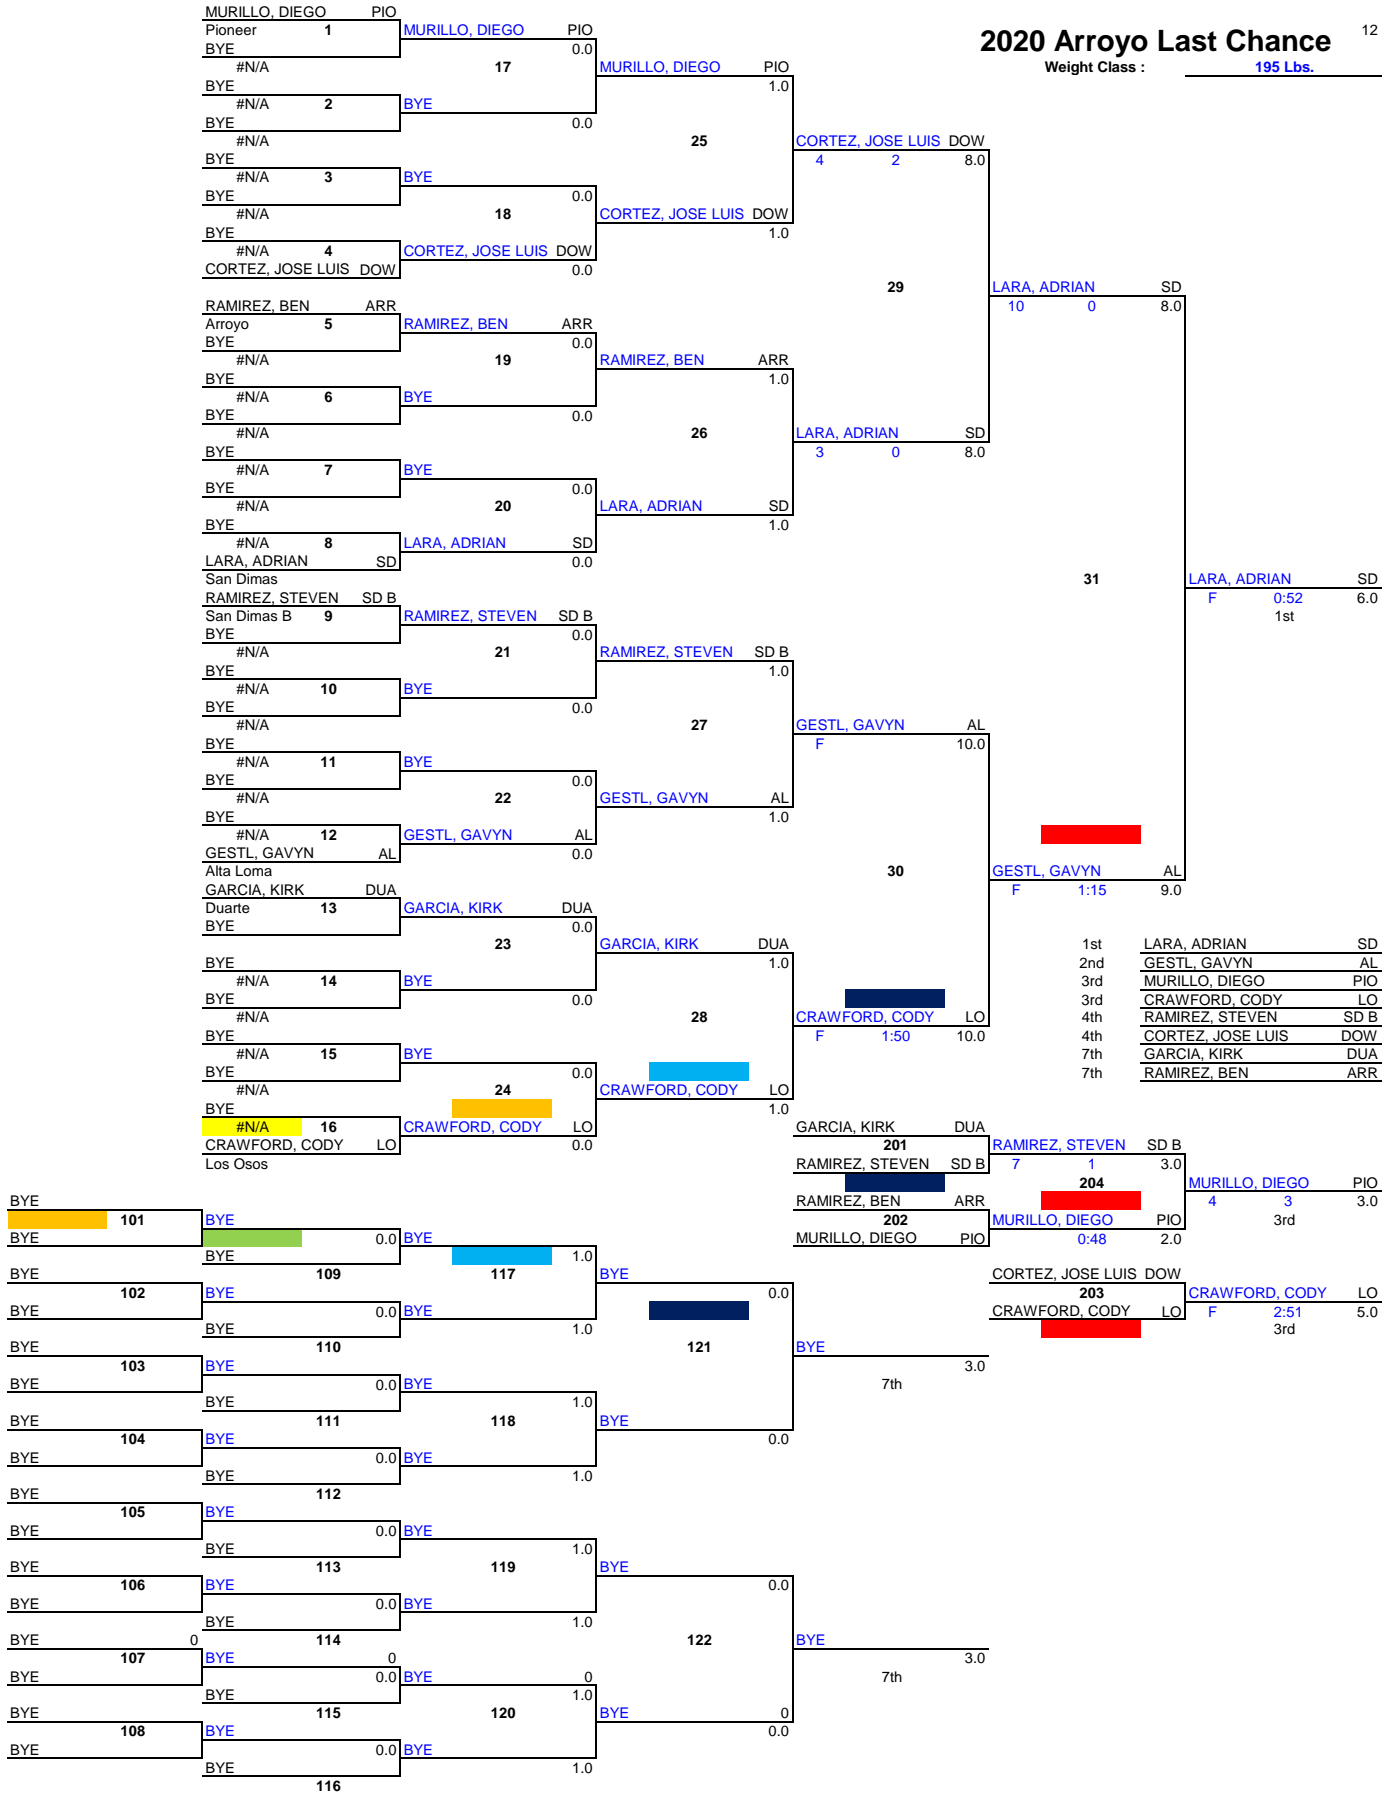 MURILLO, DIEGO PIO
12
Pioneer 1 MURILLO, DIEGO PIO
2020 Arroyo Last Chance
BYE 0.0
#N/A 17 MURILLO, DIEGO PIO Weight Class : 195 Lbs.
BYE 1.0
#N/A 2 BYE
BYE 0.0
#N/A 25 CORTEZ, JOSE LUIS DOW
BYE 4 2 8.0
#N/A 3 BYE
BYE 0.0
#N/A 18 CORTEZ, JOSE LUIS DOW
BYE 1.0
#N/A 4 CORTEZ, JOSE LUIS DOW
CORTEZ, JOSE LUIS DOW 0.0
29 LARA, ADRIAN SD
RAMIREZ, BEN ARR 10 0 8.0
Arroyo 5 RAMIREZ, BEN ARR
BYE 0.0
#N/A 19 RAMIREZ, BEN ARR
BYE 1.0
#N/A 6 BYE
BYE 0.0
#N/A 26 LARA, ADRIAN SD
BYE 3 0 8.0
#N/A 7 BYE
BYE 0.0
#N/A 20 LARA, ADRIAN SD
BYE 1.0
#N/A 8 LARA, ADRIAN SD
LARA, ADRIAN SD 0.0
San Dimas 31 LARA, ADRIAN SD
RAMIREZ, STEVEN SD B F 0:52 6.0
San Dimas B 9 RAMIREZ, STEVEN SD B 1st
BYE 0.0
#N/A 21 RAMIREZ, STEVEN SD B
BYE 1.0
#N/A 10 BYE
BYE 0.0
#N/A 27 GESTL, GAVYN AL
BYE F 10.0
#N/A 11 BYE
BYE 0.0
#N/A 22 GESTL, GAVYN AL
BYE 1.0
#N/A 12 GESTL, GAVYN AL
GESTL, GAVYN AL 0.0
Alta Loma 30 GESTL, GAVYN AL
GARCIA, KIRK DUA F 1:15 9.0
Duarte 13 GARCIA, KIRK DUA
BYE 0.0
23 GARCIA, KIRK DUA 1st LARA, ADRIAN SD
BYE 1.0 2nd GESTL, GAVYN AL
#N/A 14 BYE 3rd MURILLO, DIEGO PIO
BYE 0.0 3rd CRAWFORD, CODY LO
#N/A 28 CRAWFORD, CODY LO 4th RAMIREZ, STEVEN SD B
BYE F 1:50 10.0 4th CORTEZ, JOSE LUIS DOW
#N/A 15 BYE 7th GARCIA, KIRK DUA
BYE 0.0 7th RAMIREZ, BEN ARR
#N/A 24 CRAWFORD, CODY LO
BYE 1.0
#N/A 16 CRAWFORD, CODY LO GARCIA, KIRK DUA
CRAWFORD, CODY LO 0.0 201 RAMIREZ, STEVEN SD B
Los Osos RAMIREZ, STEVEN SD B 7 1 3.0
204 MURILLO, DIEGO PIO
BYE RAMIREZ, BEN ARR 4 3 3.0
101 BYE 202 MURILLO, DIEGO PIO 3rd
BYE 0.0 BYE MURILLO, DIEGO PIO 0:48 2.0
BYE 1.0
BYE 109 117 BYE CORTEZ, JOSE LUIS DOW
102 BYE 0.0 203 CRAWFORD, CODY LO
BYE 0.0 BYE CRAWFORD, CODY LO F 2:51 5.0
BYE 1.0 3rd
BYE 110 121 BYE
103 BYE 3.0
BYE 0.0 BYE 7th
BYE 1.0
BYE 111 118 BYE
104 BYE 0.0
BYE 0.0 BYE
BYE 1.0
BYE 112
105 BYE
BYE 0.0 BYE
BYE 1.0
BYE 113 119 BYE
106 BYE 0.0
BYE 0.0 BYE
BYE 1.0
BYE 0 114 122 BYE
107 BYE 0 3.0
BYE 0.0 BYE 0 7th
BYE 1.0
BYE 115 120 BYE 0
108 BYE 0.0
BYE 0.0 BYE
BYE 1.0
116